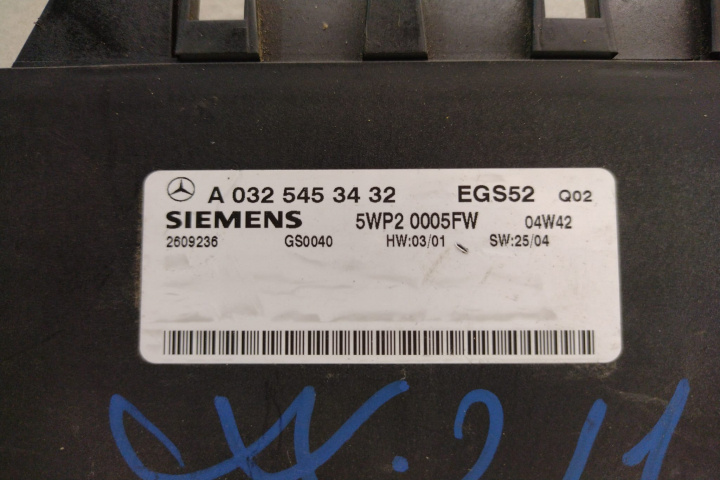 A 032 545 34 32 EGS52 Q02
SIEMENS 5WP2 0005FW 04W42
2609236 GS0040 HW:03/01 SW:25/04